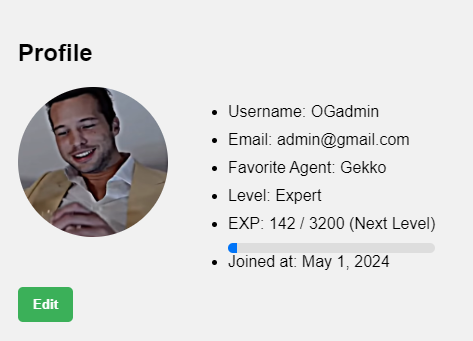 Profile
Username: OGadmin
Email: admin@gmail.com
Favorite Agent: Gekko
Level: Expert
EXP: 142 / 3200 (Next Level)
Joined at: May 1, 2024
Edit